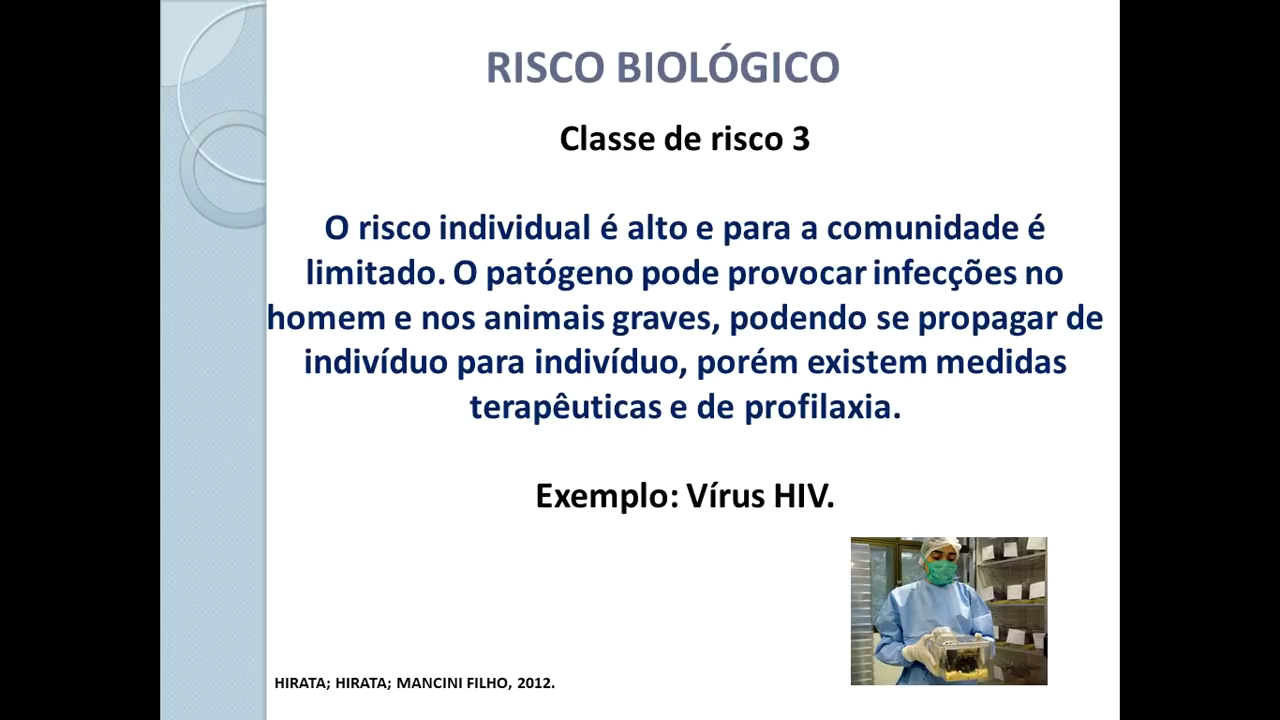 RISCO BIOLÓGICO
Classe de risco 3
O risco individual é alto e para a comunidade é
limitado. O patógeno pode provocar infecções no
homem e nos animais graves, podendo se propagar de
indivíduo para indivíduo, porém existem medidas
terapêuticas e de profilaxia.
Exemplo: Vírus HIV.
HIRATA; HIRATA; MANCINI FILHO, 2012.